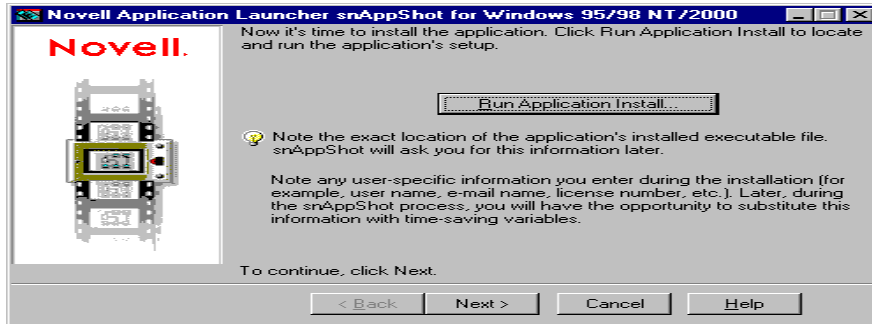 Novell Application Launcher snAppShot for Windows 95/98 NT/2000
Novell.
Now it's time to install the application. Click Run Application Install to locate
and run the application's setup.
Run Application Install...
Note the exact location of the application's installed executable file.
snAppShot will ask you for this information later.
Note any user-specific information you enter during the installation (for
example, user name, e-mail name, license number, etc.). Later, during
the snAppShot process, you will have the opportunity to substitute this
information with time-saving variables.
To continue, click Next.
< Back Next > Cancel Help